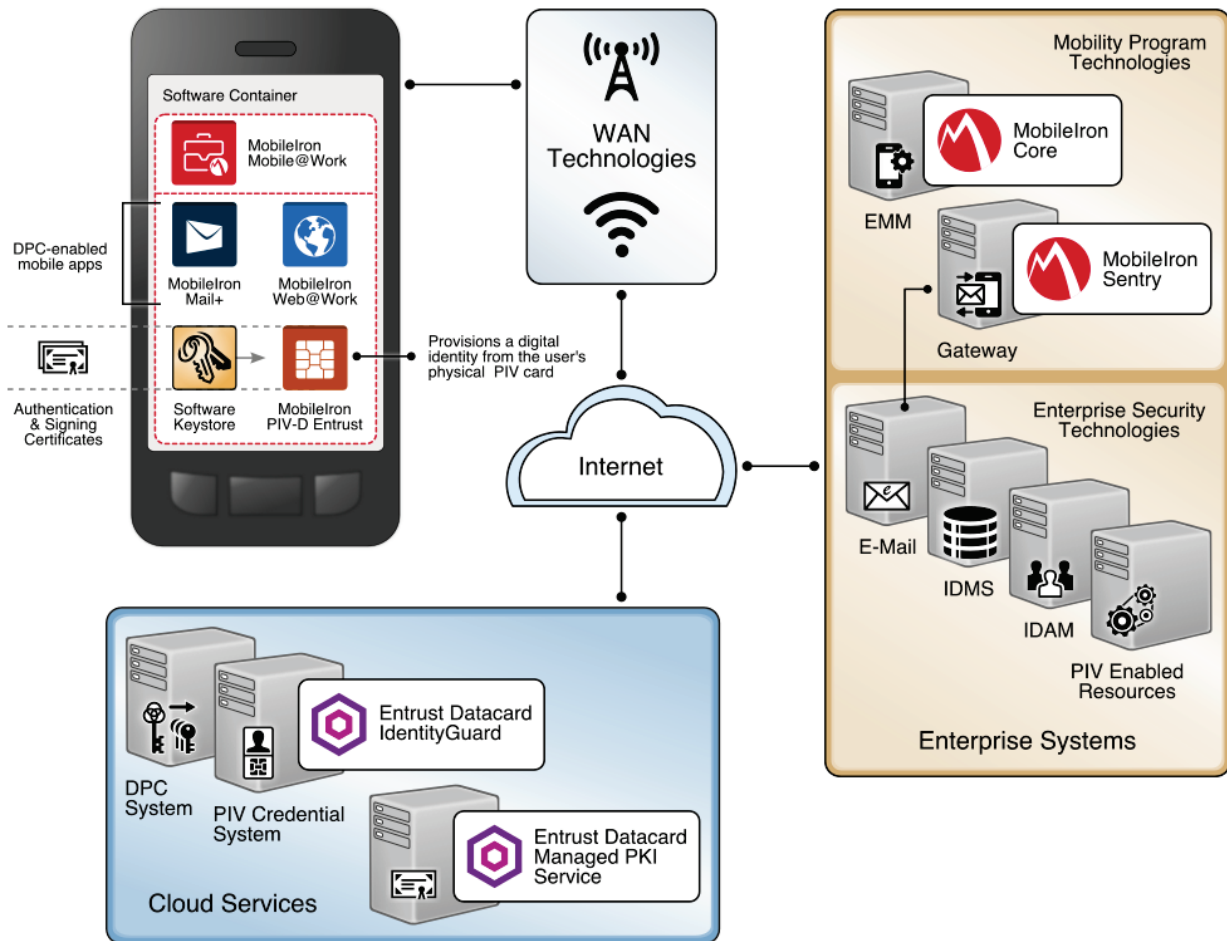 Software Container
MobileIron
Mobile@Work
DPC-enabled
mobile apps
MobileIron
Mail+
MobileIron
Web@Work
Authentication
& Signing
Certificates
Software
Keystore
MobileIron
PIV-D Entrust
Provisions a digital
identity from the user's
physical PIV card
WAN
Technologies
Internet
Mobility Program
Technologies
MobileIron
Core
EMM
MobileIron
Sentry
Gateway
Enterprise Security
Technologies
e
E-Mail
IDMS
IDAM
PIV Enabled
Resources
Enterprise Systems
Entrust Datacard
IdentityGuard
DPC
System
PIV Credential
System
Entrust Datacard
Managed PKI
Service
Cloud Services